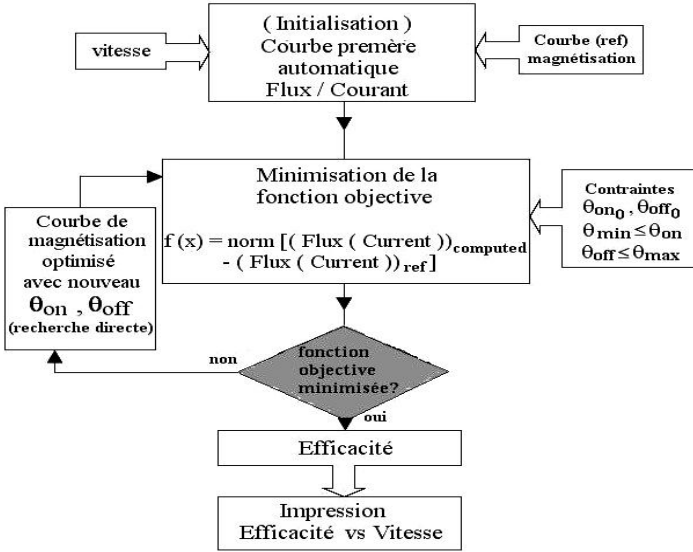 ( Initialisation )
Courbe premère
automatique
Flux / Courant
vitesse
Courbe (ref)
magnétisation
Minimisation de la
fonction objective
f (x) = norm [( Flux ( Current ))computed
- ( Flux ( Current ))ref ]
Contraintes
θon0 , θoff0
θmin ≤ θon
θoff ≤ θmax
Courbe de
magnétisation
optimisé
avec nouveau
θon , θoff
(recherche directe)
non
fonction
objective
minimisée?
oui
Efficacité
Impression
Efficacité vs Vitesse